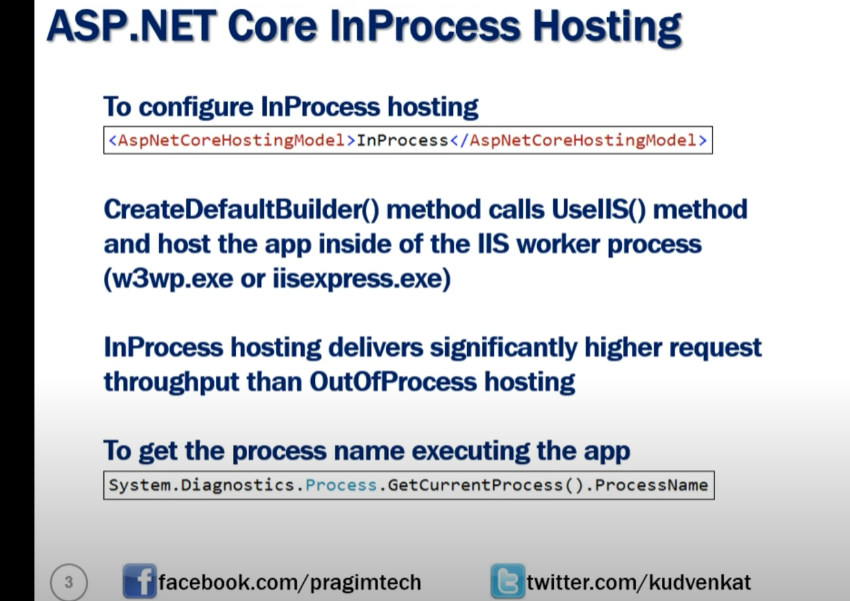 ASP.NET Core InProcess Hosting
To configure InProcess hosting
<AspNetCoreHostingModel>InProcess</AspNetCoreHostingModel>
CreateDefaultBuilder() method calls UseIIS() method
and host the app inside of the IIS worker process
(w3wp.exe or iisexpress.exe)
InProcess hosting delivers significantly higher request
throughput than OutOfProcess hosting
To get the process name executing the app
System.Diagnostics.Process.GetCurrentProcess().ProcessName
3
facebook.com/pragimtech
twitter.com/kudvenkat